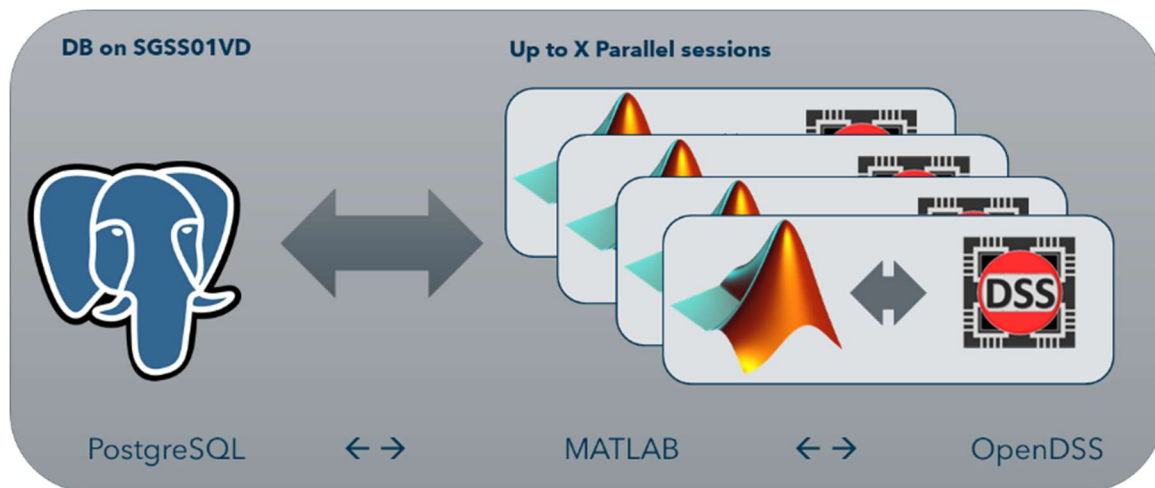 DB on SGSS01VD
Up to X Parallel sessions
DSS
PostgreSQL ←→ MATLAB ←→ OpenDSS